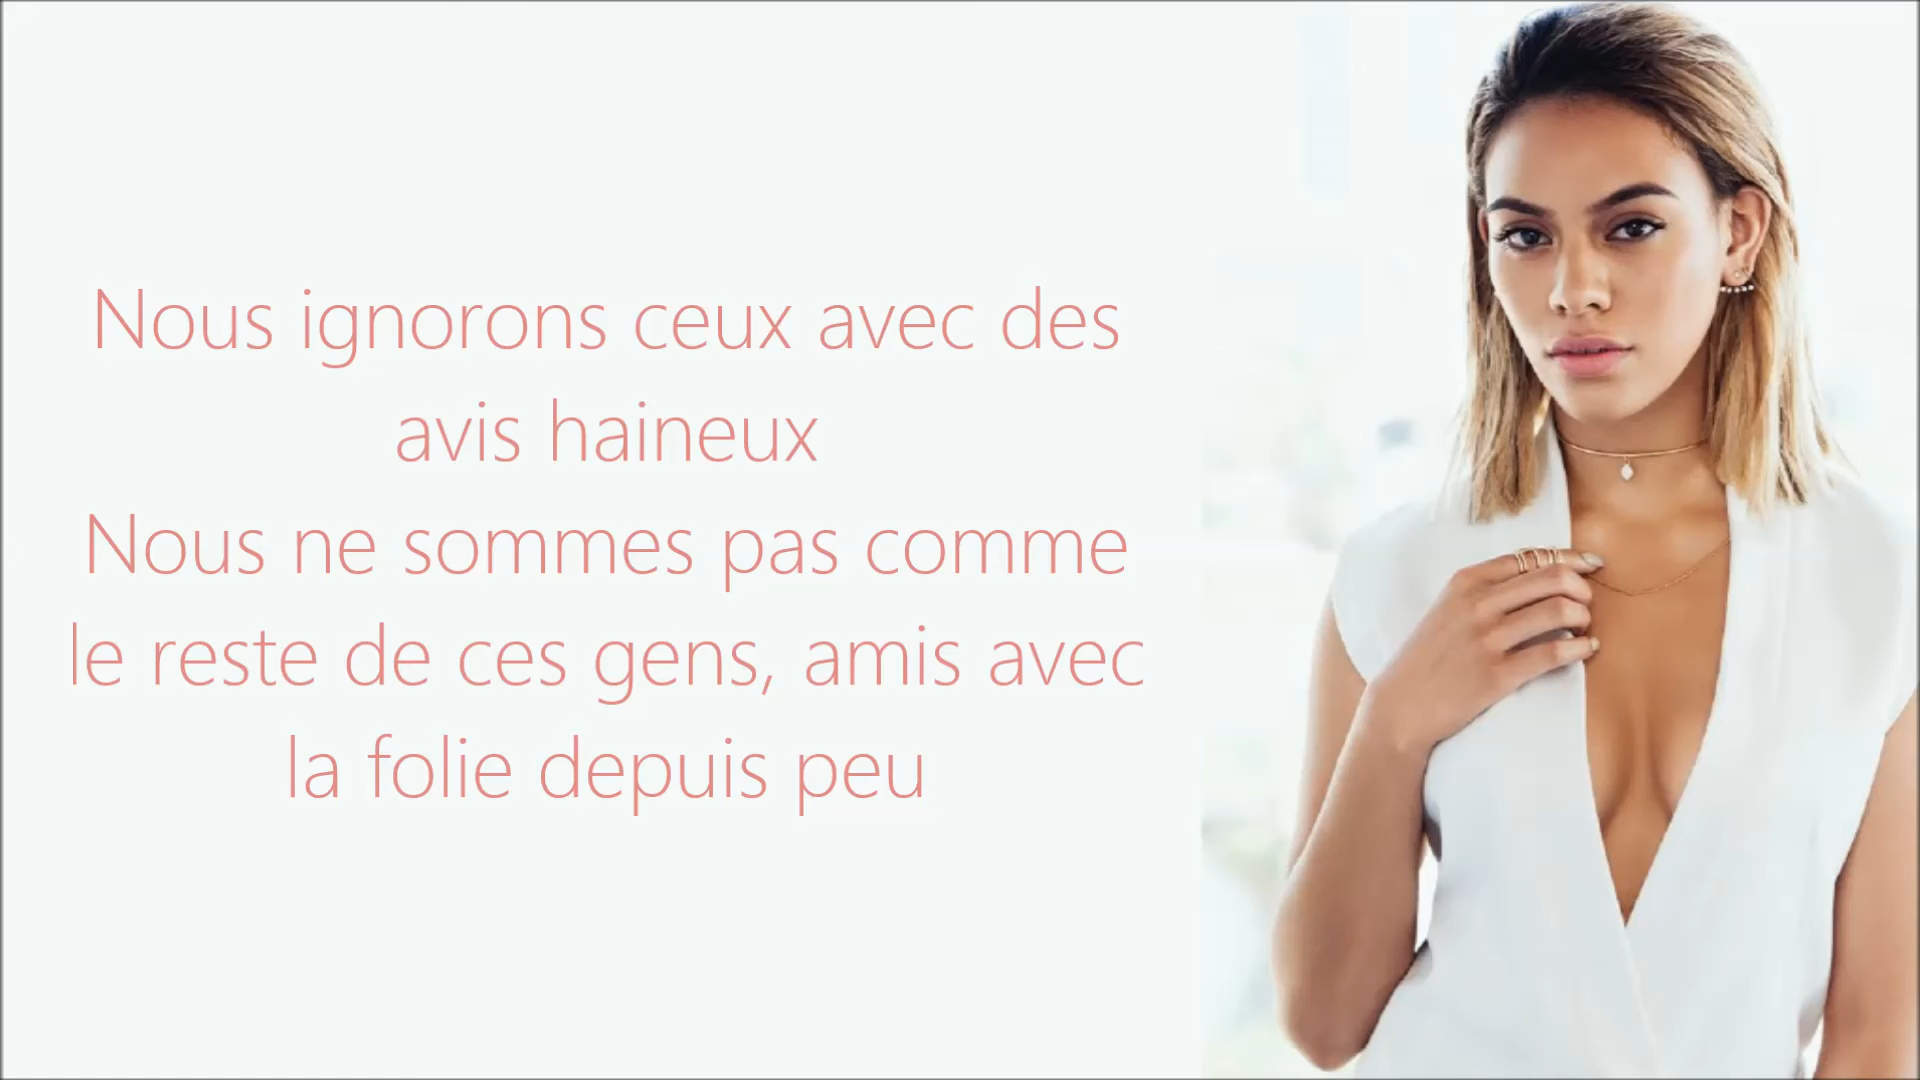 Nous ignorons ceux avec des
avis haineux
Nous ne sommes pas comme
le reste de ces gens, amis avec
la folie depuis peu